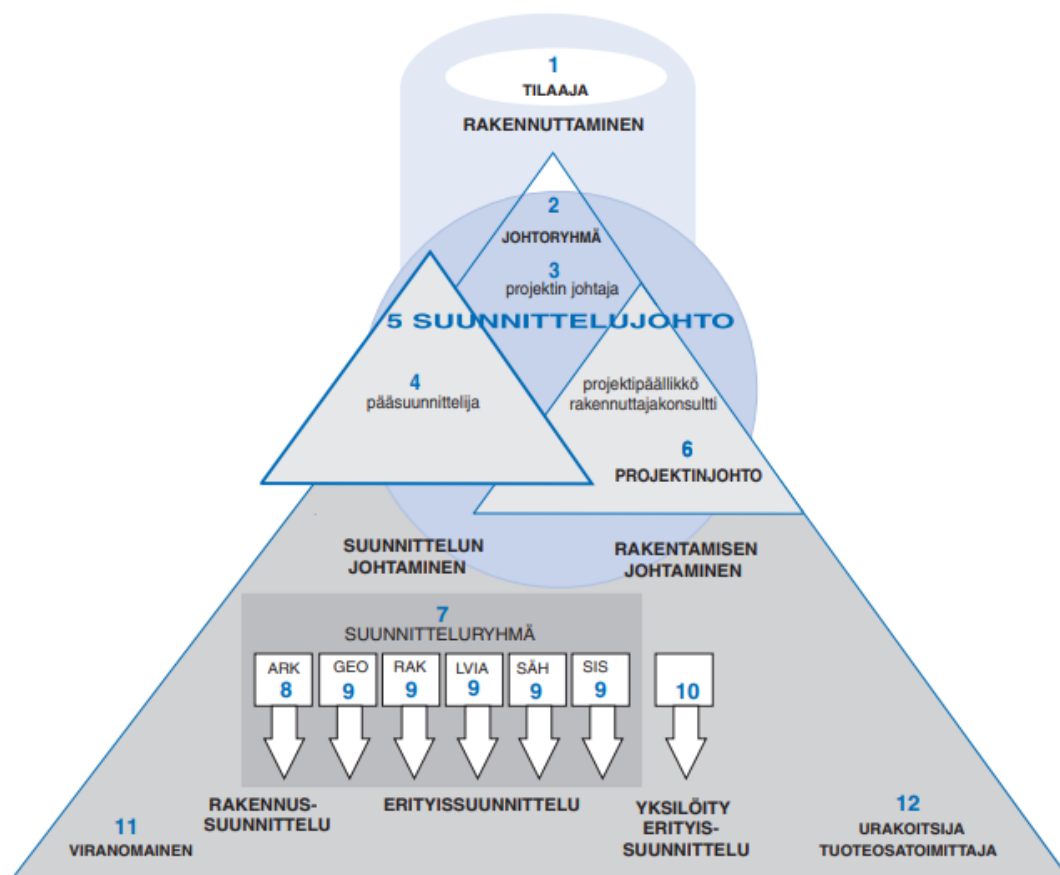 1
TILAAJA
RAKENNUTTAMINEN
2
JOHTORYHMÄ
3
projektin johtaja
5 SUUNNITTELUJOHTO
4
pääsuunnittelija
projektipäällikkö
rakennuttajakonsultti
6
PROJEKTINJOHTO
SUUNNITTELUN
JOHTAMINEN
RAKENTAMISEN
JOHTAMINEN
7
SUUNNITTELURYHMÄ
ARK GEO RAK LVIA SÄH SIS
8 9 9 9 9 9 10
RAKENNUS-
SUUNNITTELU
ERITYISSUUNNITTELU
YKSILÖITY
ERITYIS-
SUUNNITTELU
11
VIRANOMAINEN
12
URAKOITSIJA
TUOTEOSATOIMITTAJA